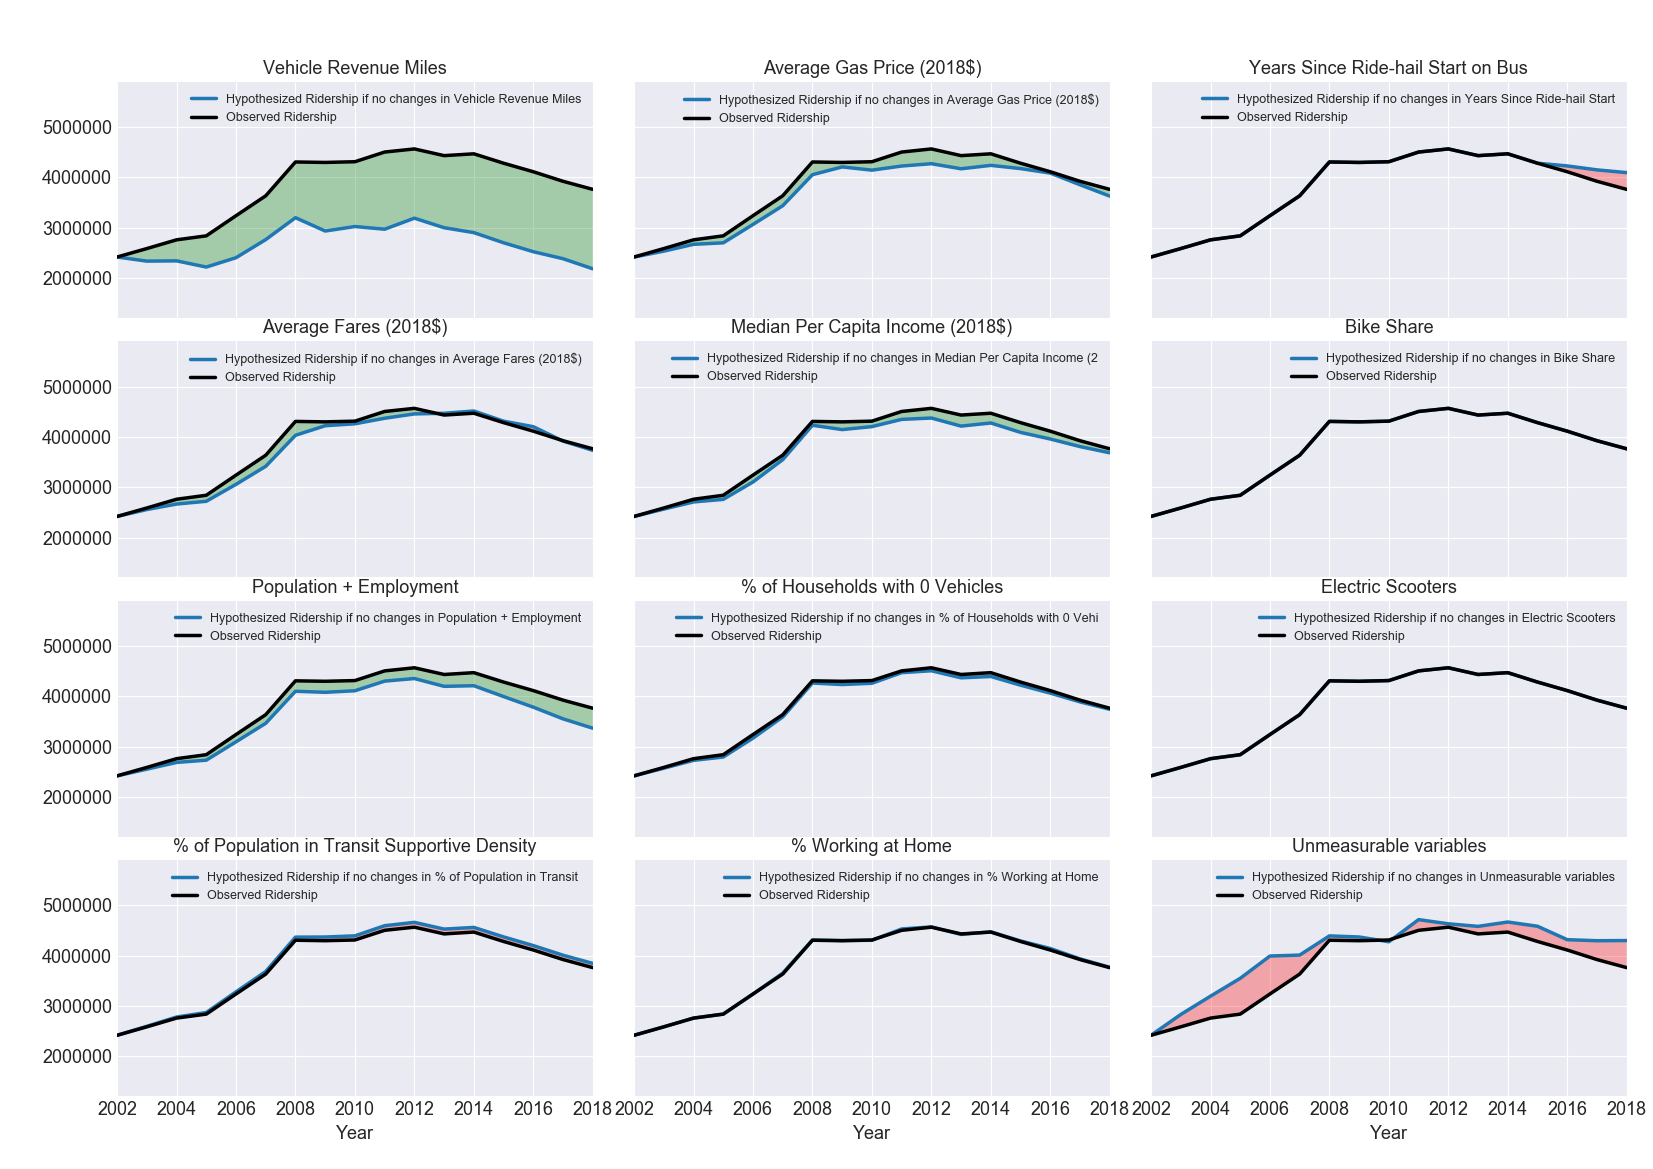 Vehicle Revenue Miles
Hypothesized Ridership if no changes in Vehicle Revenue Miles
Observed Ridership
5000000
4000000
3000000
2000000
Average Gas Price (2018$)
Hypothesized Ridership if no changes in Average Gas Price (2018$)
Observed Ridership
Years Since Ride-hail Start on Bus
Hypothesized Ridership if no changes in Years Since Ride-hail Start
Observed Ridership
Average Fares (2018$)
Hypothesized Ridership if no changes in Average Fares (2018$)
Observed Ridership
5000000
4000000
3000000
2000000
Median Per Capita Income (2018$)
Hypothesized Ridership if no changes in Median Per Capita Income (2
Observed Ridership
Bike Share
Hypothesized Ridership if no changes in Bike Share
Observed Ridership
Population + Employment
Hypothesized Ridership if no changes in Population + Employment
Observed Ridership
5000000
4000000
3000000
2000000
% of Households with 0 Vehicles
Hypothesized Ridership if no changes in % of Households with 0 Vehi
Observed Ridership
Electric Scooters
Hypothesized Ridership if no changes in Electric Scooters
Observed Ridership
% of Population in Transit Supportive Density
Hypothesized Ridership if no changes in % of Population in Transit
Observed Ridership
5000000
4000000
3000000
2000000
2002 2004 2006 2008 2010 2012 2014 2016 2018
Year
% Working at Home
Hypothesized Ridership if no changes in % Working at Home
Observed Ridership
2002 2004 2006 2008 2010 2012 2014 2016 2018
Year
Unmeasurable variables
Hypothesized Ridership if no changes in Unmeasurable variables
Observed Ridership
2002 2004 2006 2008 2010 2012 2014 2016 2018
Year